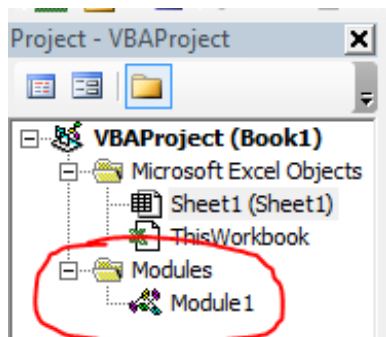 Project - VBAProject
VBAProject (Book1)
Microsoft Excel Objects
Sheet1 (Sheet1)
ThisWorkbook
Modules
Module1